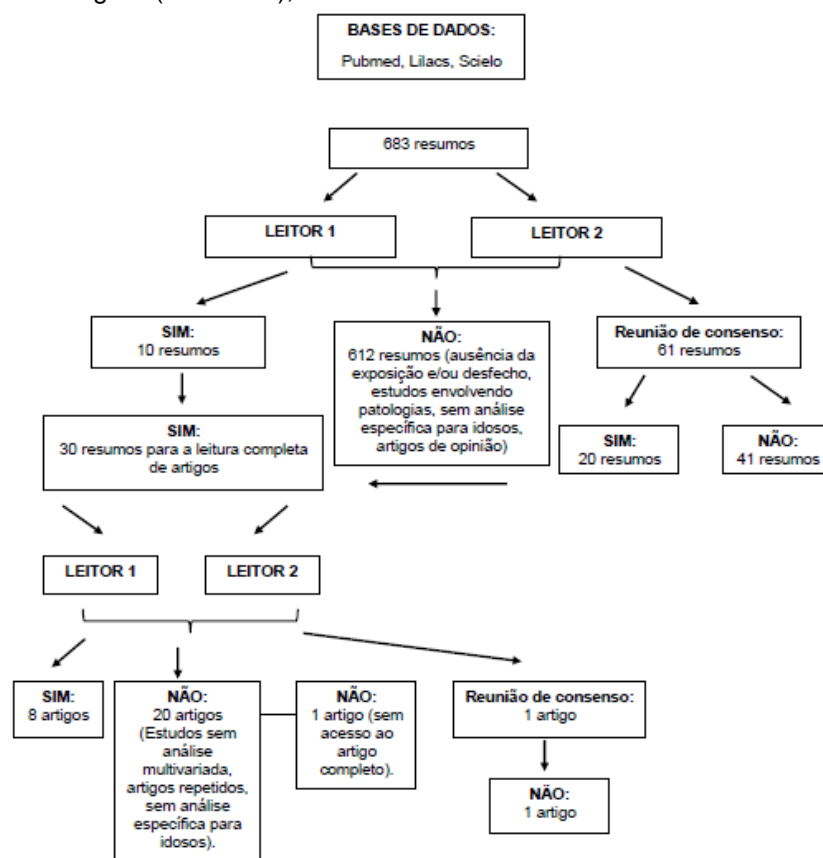 BASES DE DADOS:
Pubmed, Lilacs, Scielo
683 resumos
LEITOR 1
LEITOR 2
SIM:
10 resumos
NÃO:
612 resumos (ausência da
exposição e/ou desfecho,
estudos envolvendo
patologias, sem análise
específica para idosos,
artigos de opinião)
Reunião de consenso:
61 resumos
SIM:
30 resumos para a leitura completa
de artigos
SIM:
20 resumos
NÃO:
41 resumos
LEITOR 1
LEITOR 2
SIM:
8 artigos
NÃO:
20 artigos
(Estudos sem
análise
multivariada,
artigos repetidos,
sem análise
específica para
idosos).
NÃO:
1 artigo (sem
acesso ao
artigo
completo).
Reunião de consenso:
1 artigo
NÃO:
1 artigo